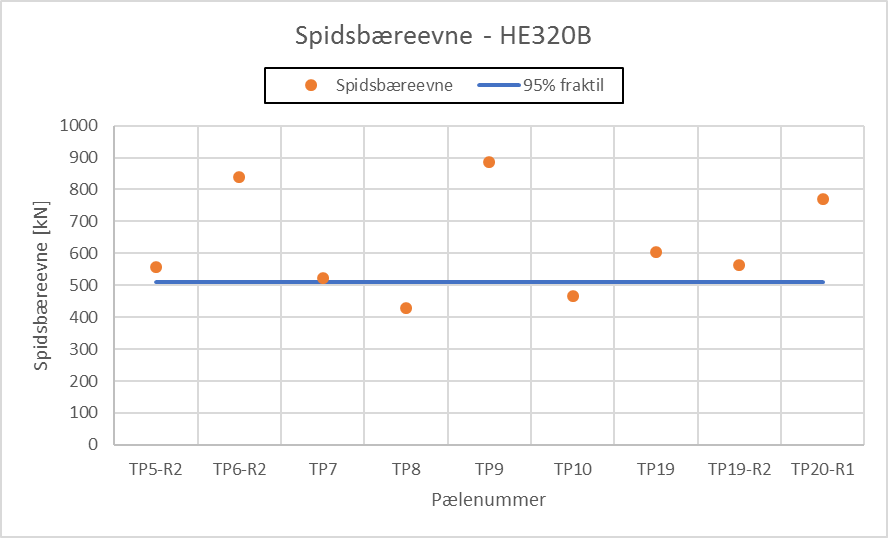 Spidsbæreevne - HE320B
Spidsbæreevne 95% fraktil
1000
900
800
700
600
500
400
300
200
100
0
Spidsbæreevne [kN]
TP5-R2 TP6-R2 TP7 TP8 TP9 TP10 TP19 TP19-R2 TP20-R1
Pælenummer